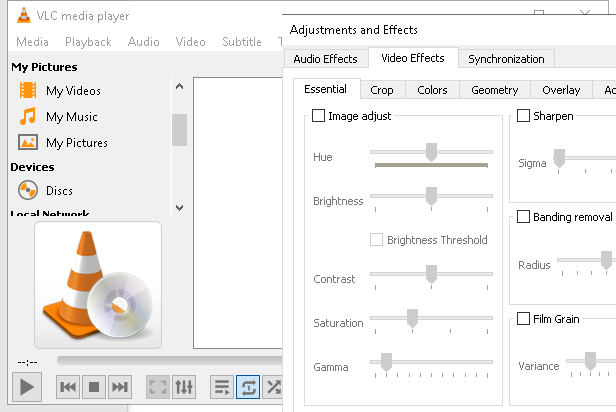 VLC media player
Media Playback Audio Video Subtitle
My Pictures
My Videos
My Music
My Pictures
Devices
Discs
Local Network
--:--
Adjustments and Effects
Audio Effects Video Effects Synchronization
Essential Crop Colors Geometry Overlay
Image adjust
Hue
Brightness
Brightness Threshold
Contrast
Saturation
Gamma
Sharpen
Sigma
Banding removal
Radius
Film Grain
Variance